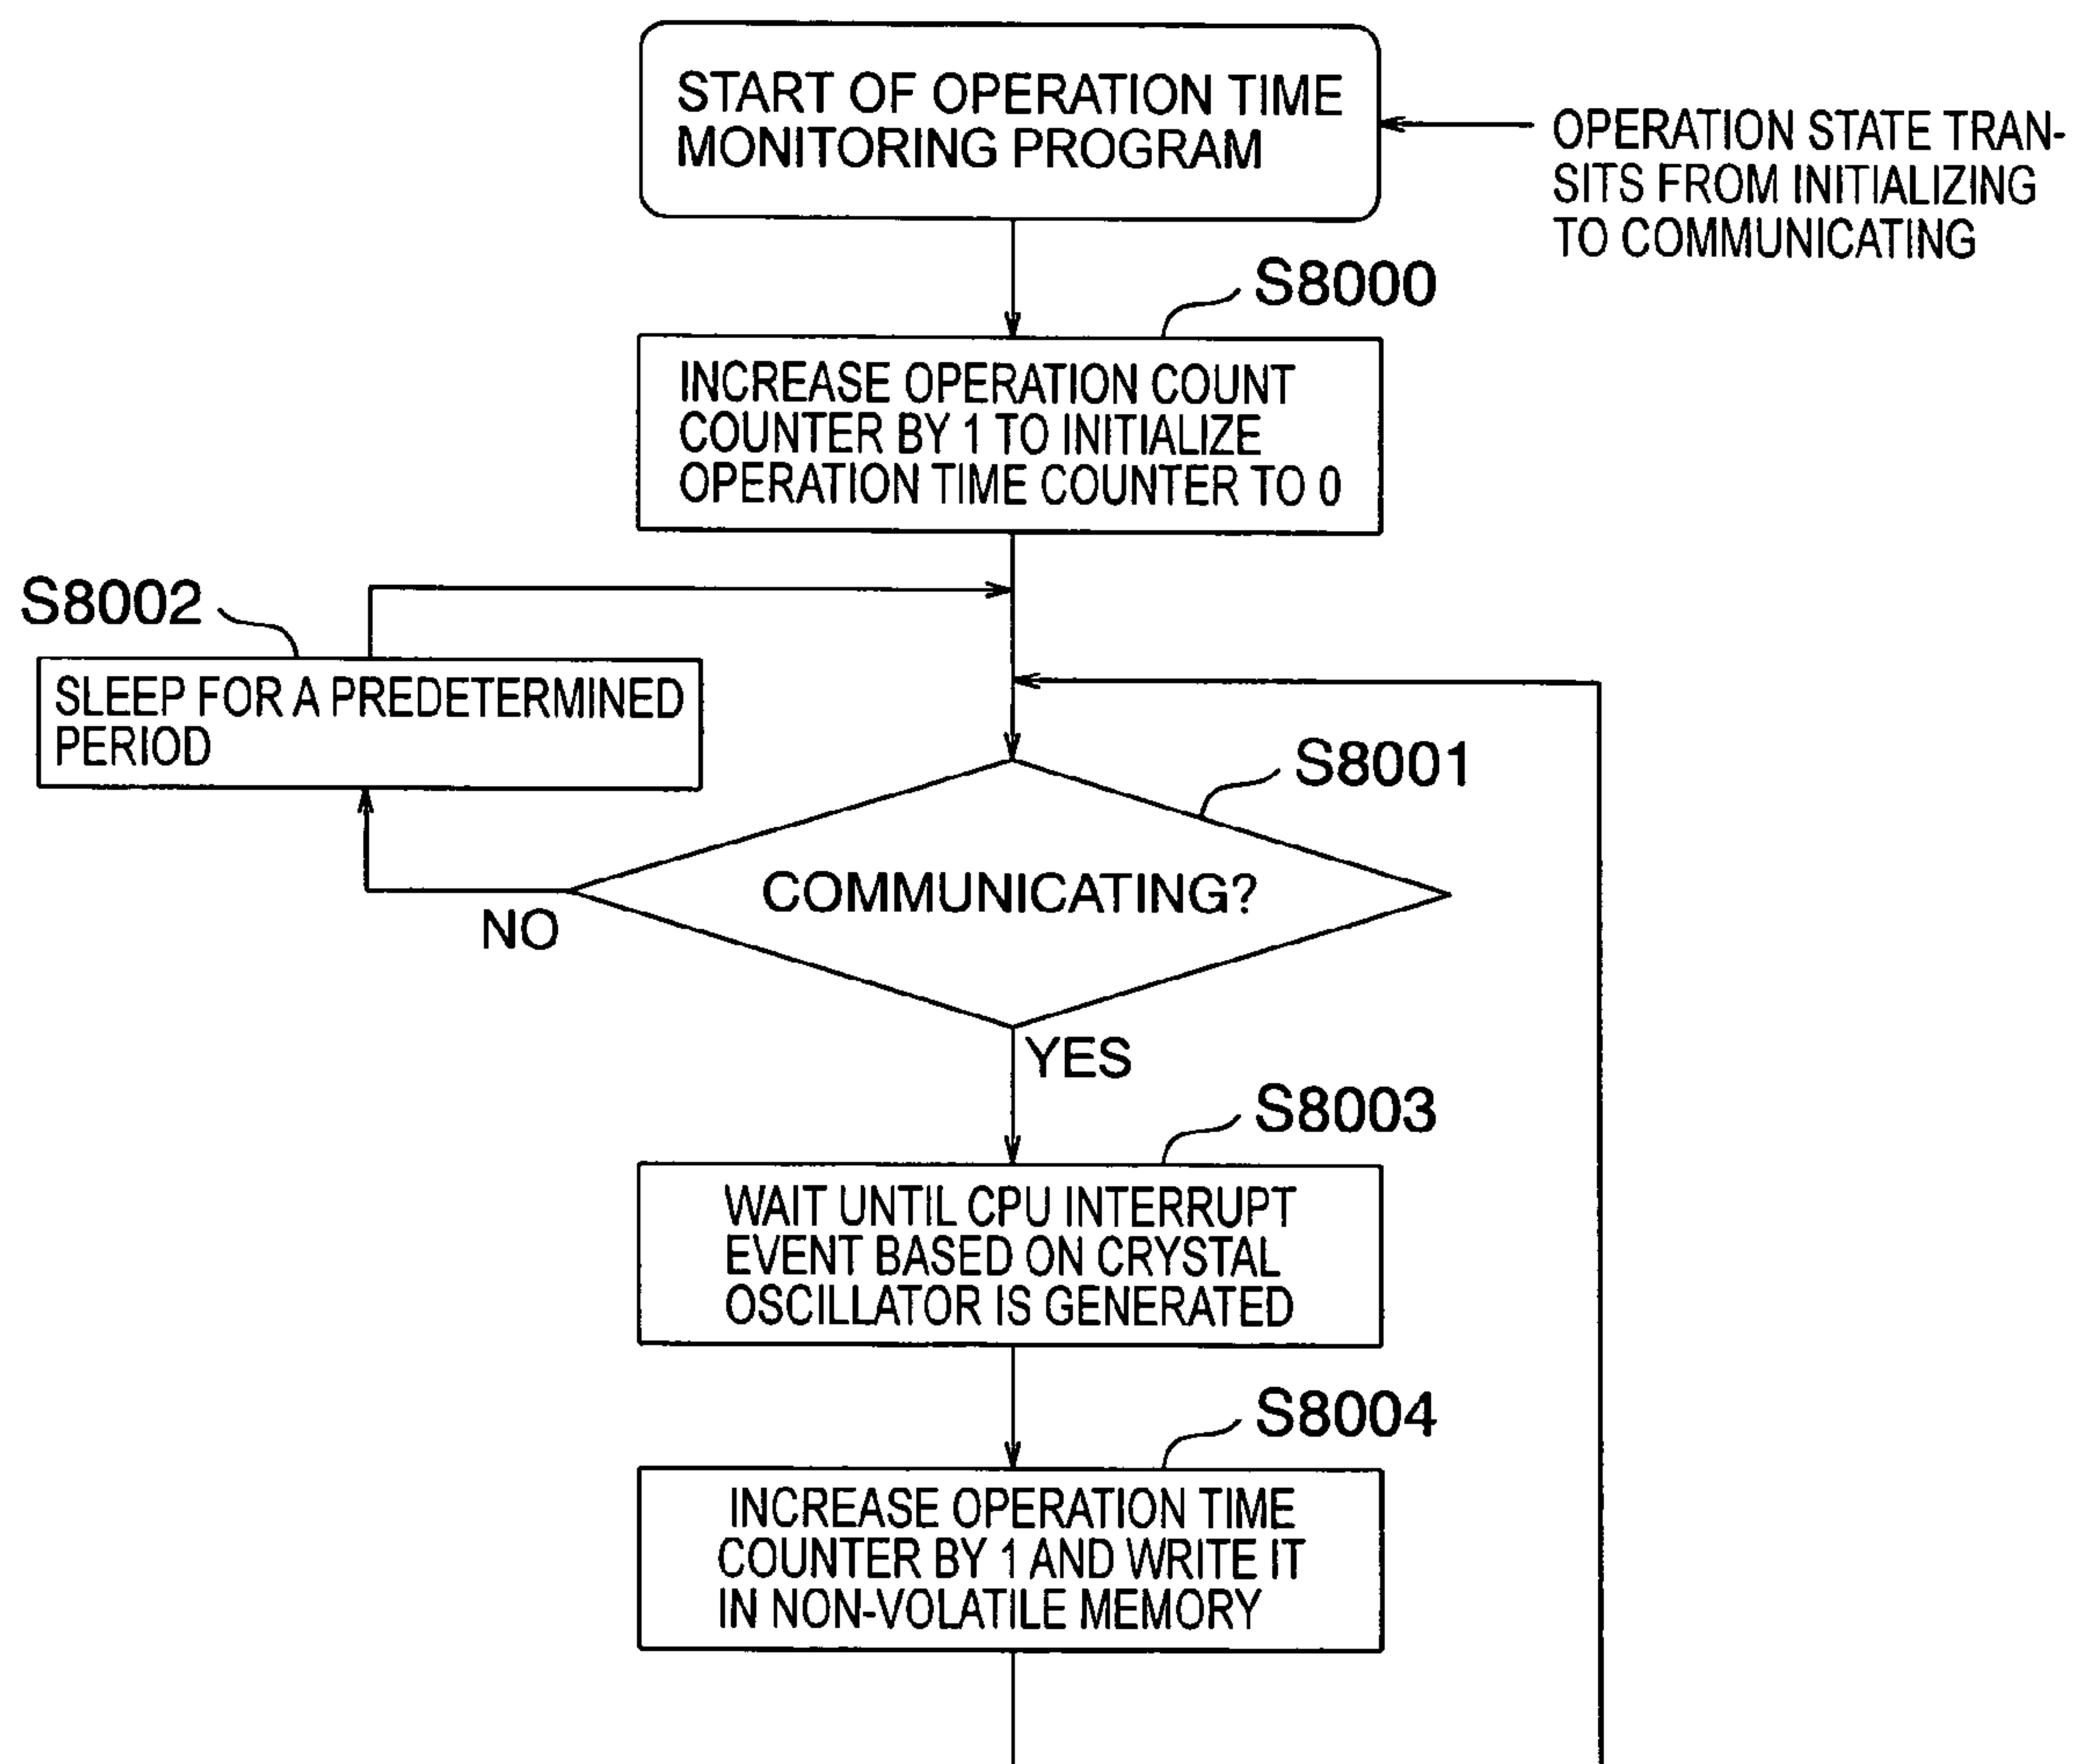 START OF OPERATION TIME
MONITORING PROGRAM
OPERATION STATE TRAN-
SITS FROM INITIALIZING
TO COMMUNICATING
S8000
INCREASE OPERATION COUNT
COUNTER BY 1 TO INITIALIZE
OPERATION TIME COUNTER TO 0
S8002
SLEEP FOR A PREDETERMINED
PERIOD
S8001
COMMUNICATING?
NO
YES
S8003
WAIT UNTIL CPU INTERRUPT
EVENT BASED ON CRYSTAL
OSCILLATOR IS GENERATED
S8004
INCREASE OPERATION TIME
COUNTER BY 1 AND WRITE IT
IN NON-VOLATILE MEMORY